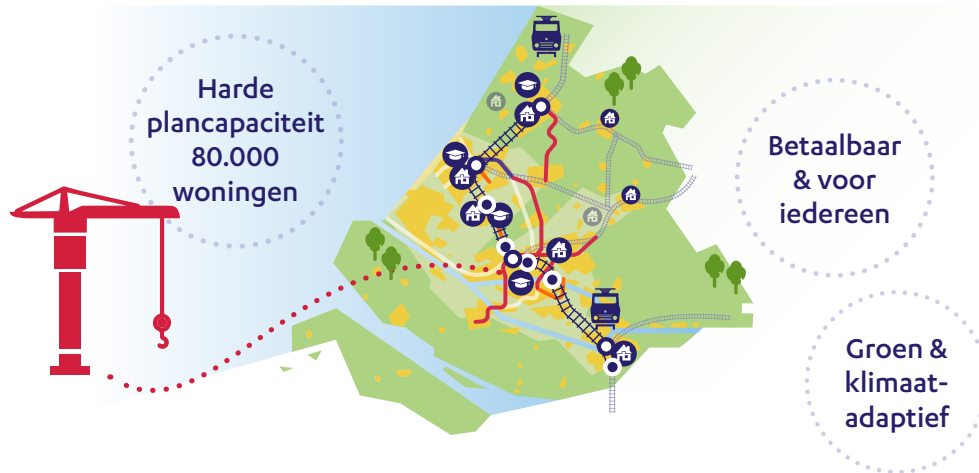 Harde
plancapaciteit
80.000
woningen
Betaalbaar
& voor
iedereen
Groen &
klimaat-
adaptief